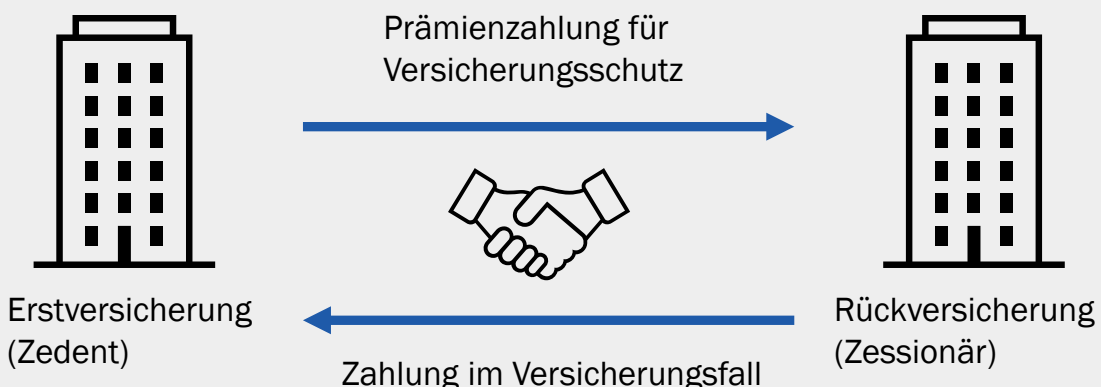 Prämienzahlung für
Versicherungsschutz
Erstversicherung
(Zedent)
Rückversicherung
(Zessionär)
Zahlung im Versicherungsfall